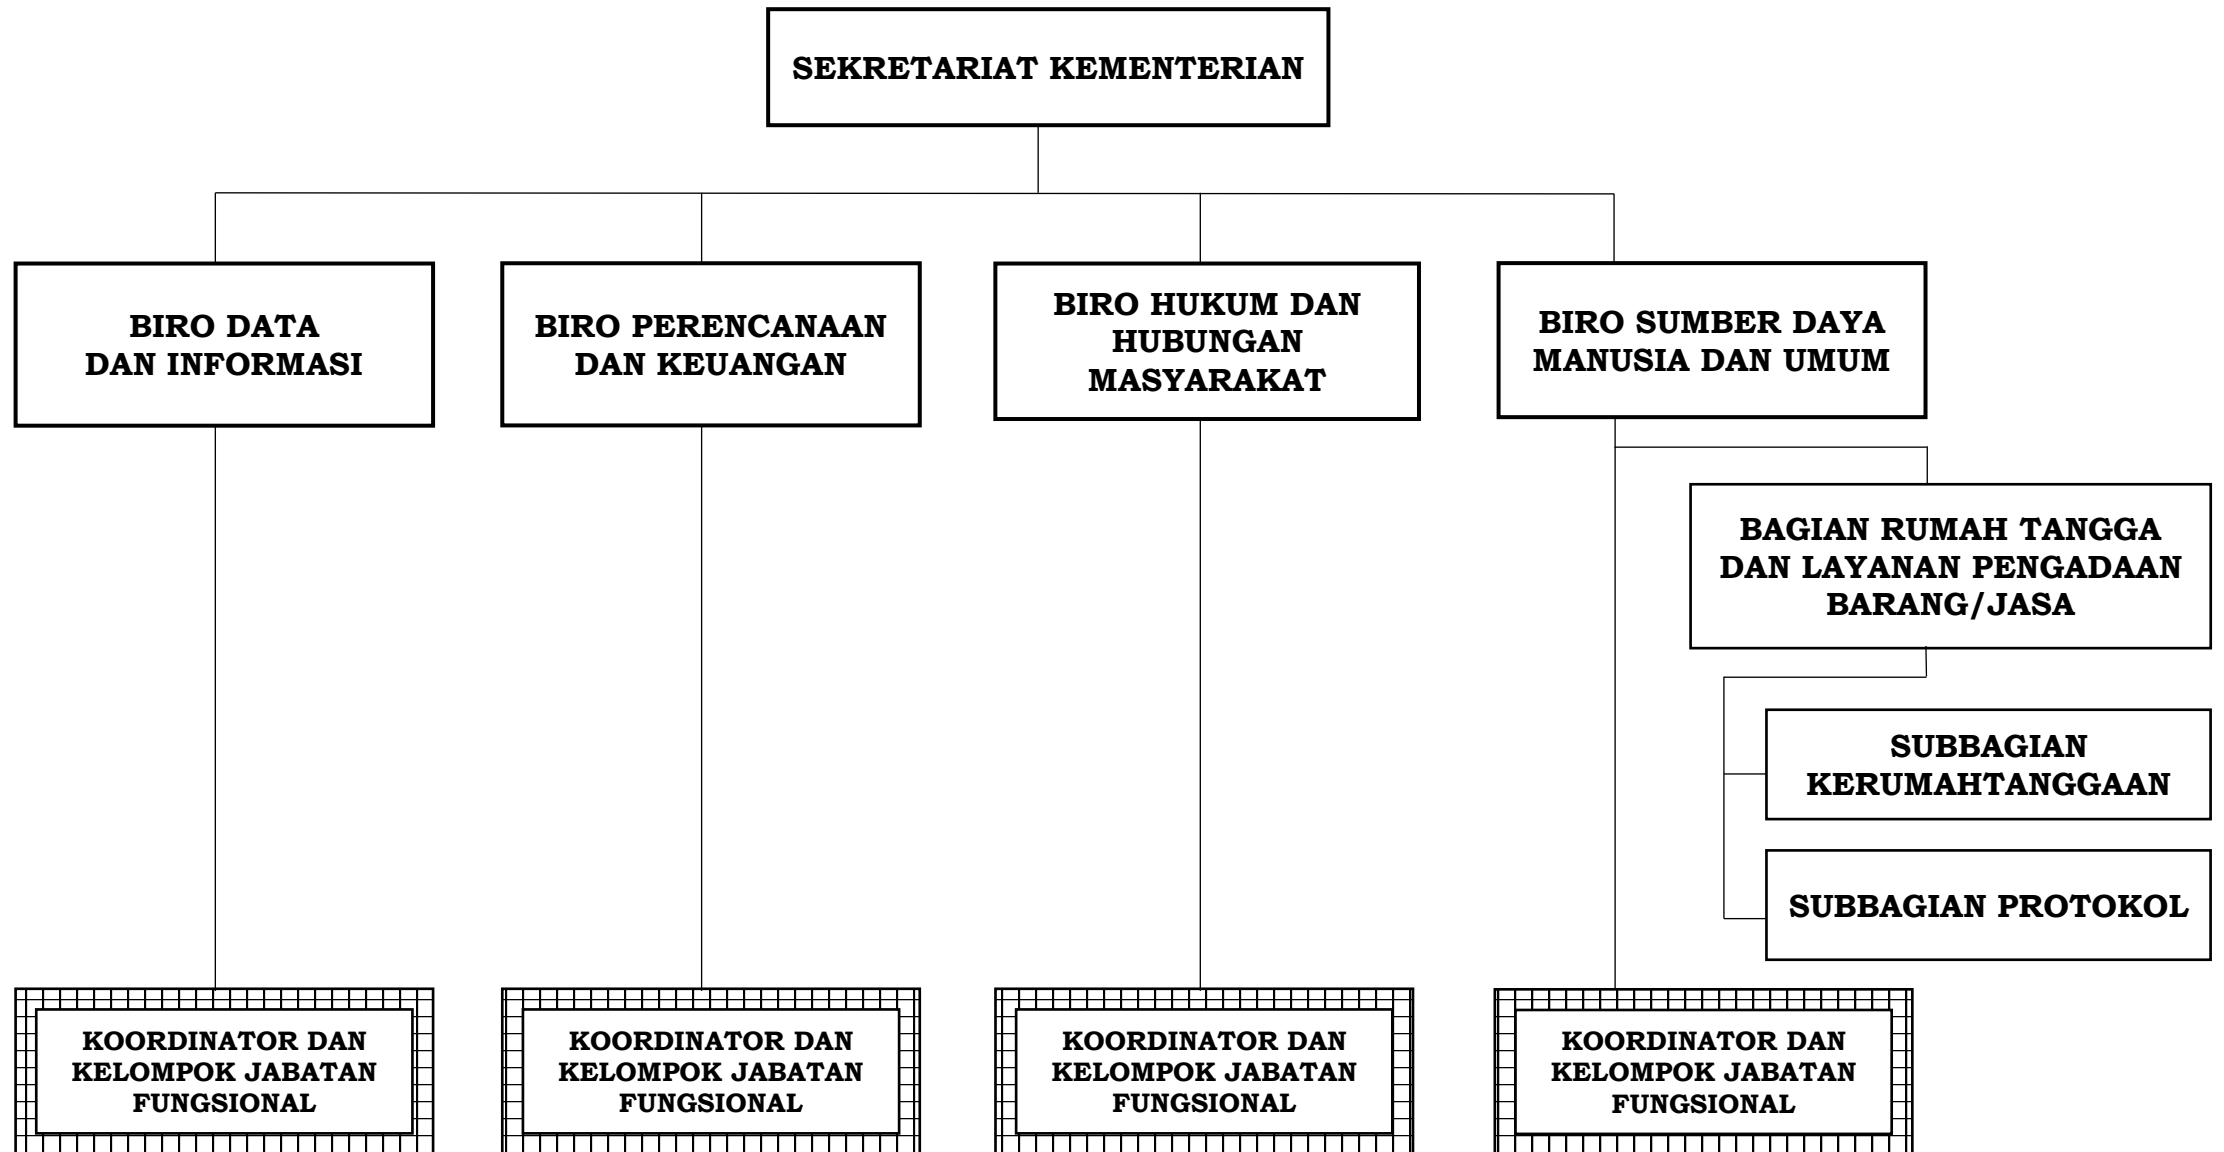 SEKRETARIAT KEMENTERIAN
BIRO DATA
DAN INFORMASI
BIRO PERENCANAAN
DAN KEUANGAN
BIRO HUKUM DAN
HUBUNGAN
MASYARAKAT
BIRO SUMBER DAYA
MANUSIA DAN UMUM
BAGIAN RUMAH TANGGA
DAN LAYANAN PENGADAAN
BARANG/JASA
SUBBAGIAN
KERUMAHTANGGAAN
SUBBAGIAN PROTOKOL
KOORDINATOR DAN
KELOMPOK JABATAN
FUNGSIONAL
KOORDINATOR DAN
KELOMPOK JABATAN
FUNGSIONAL
KOORDINATOR DAN
KELOMPOK JABATAN
FUNGSIONAL
KOORDINATOR DAN
KELOMPOK JABATAN
FUNGSIONAL